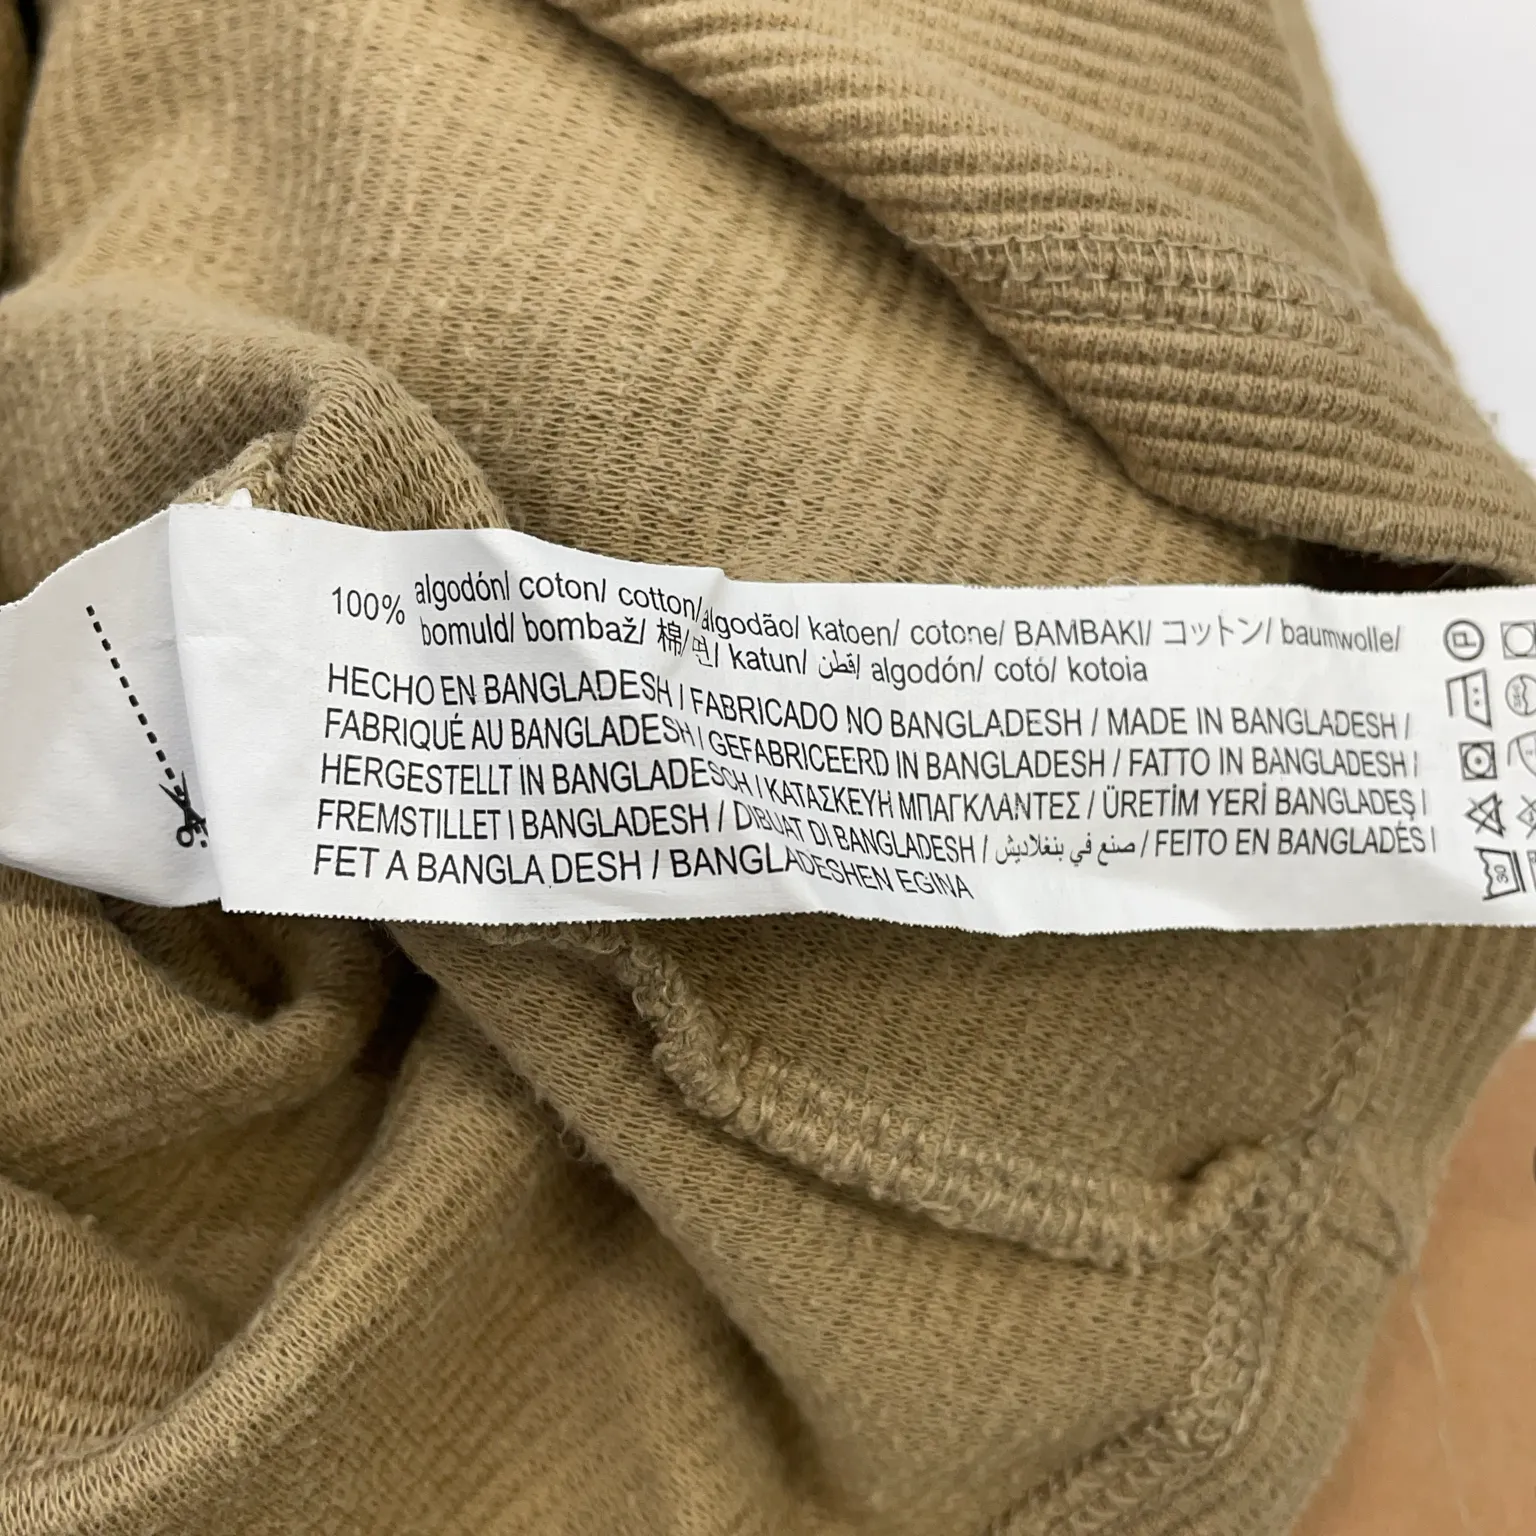 100% algodón/ coton/ cotton/ algodão/ katoen/ cotone/ BAMBAKI/ コットン/ baumwolle/
bomuld/ bombaž/ 棉/ 면/ katun/ قطن/ algodón/ cotó/ kotoia
HECHO EN BANGLADESH / FABRICADO NO BANGLADESH / MADE IN BANGLADESH /
FABRIQUÉ AU BANGLADESH / GEFABRICEERD IN BANGLADESH / FATTO IN BANGLADESH /
HERGESTELLT IN BANGLADESCH / ΚΑΤΑΣΚΕΥΗ ΜΠΑΓΚΛΑΝΤΕΣ / ÜRETİM YERİ BANGLADEŞ /
FREMSTILLET I BANGLADESH / DIBUAT DI BANGLADESH / صنع في بنغلاديش / FEITO EN BANGLADÉS /
FET A BANGLA DESH / BANGLADESHEN EGINA
P
30